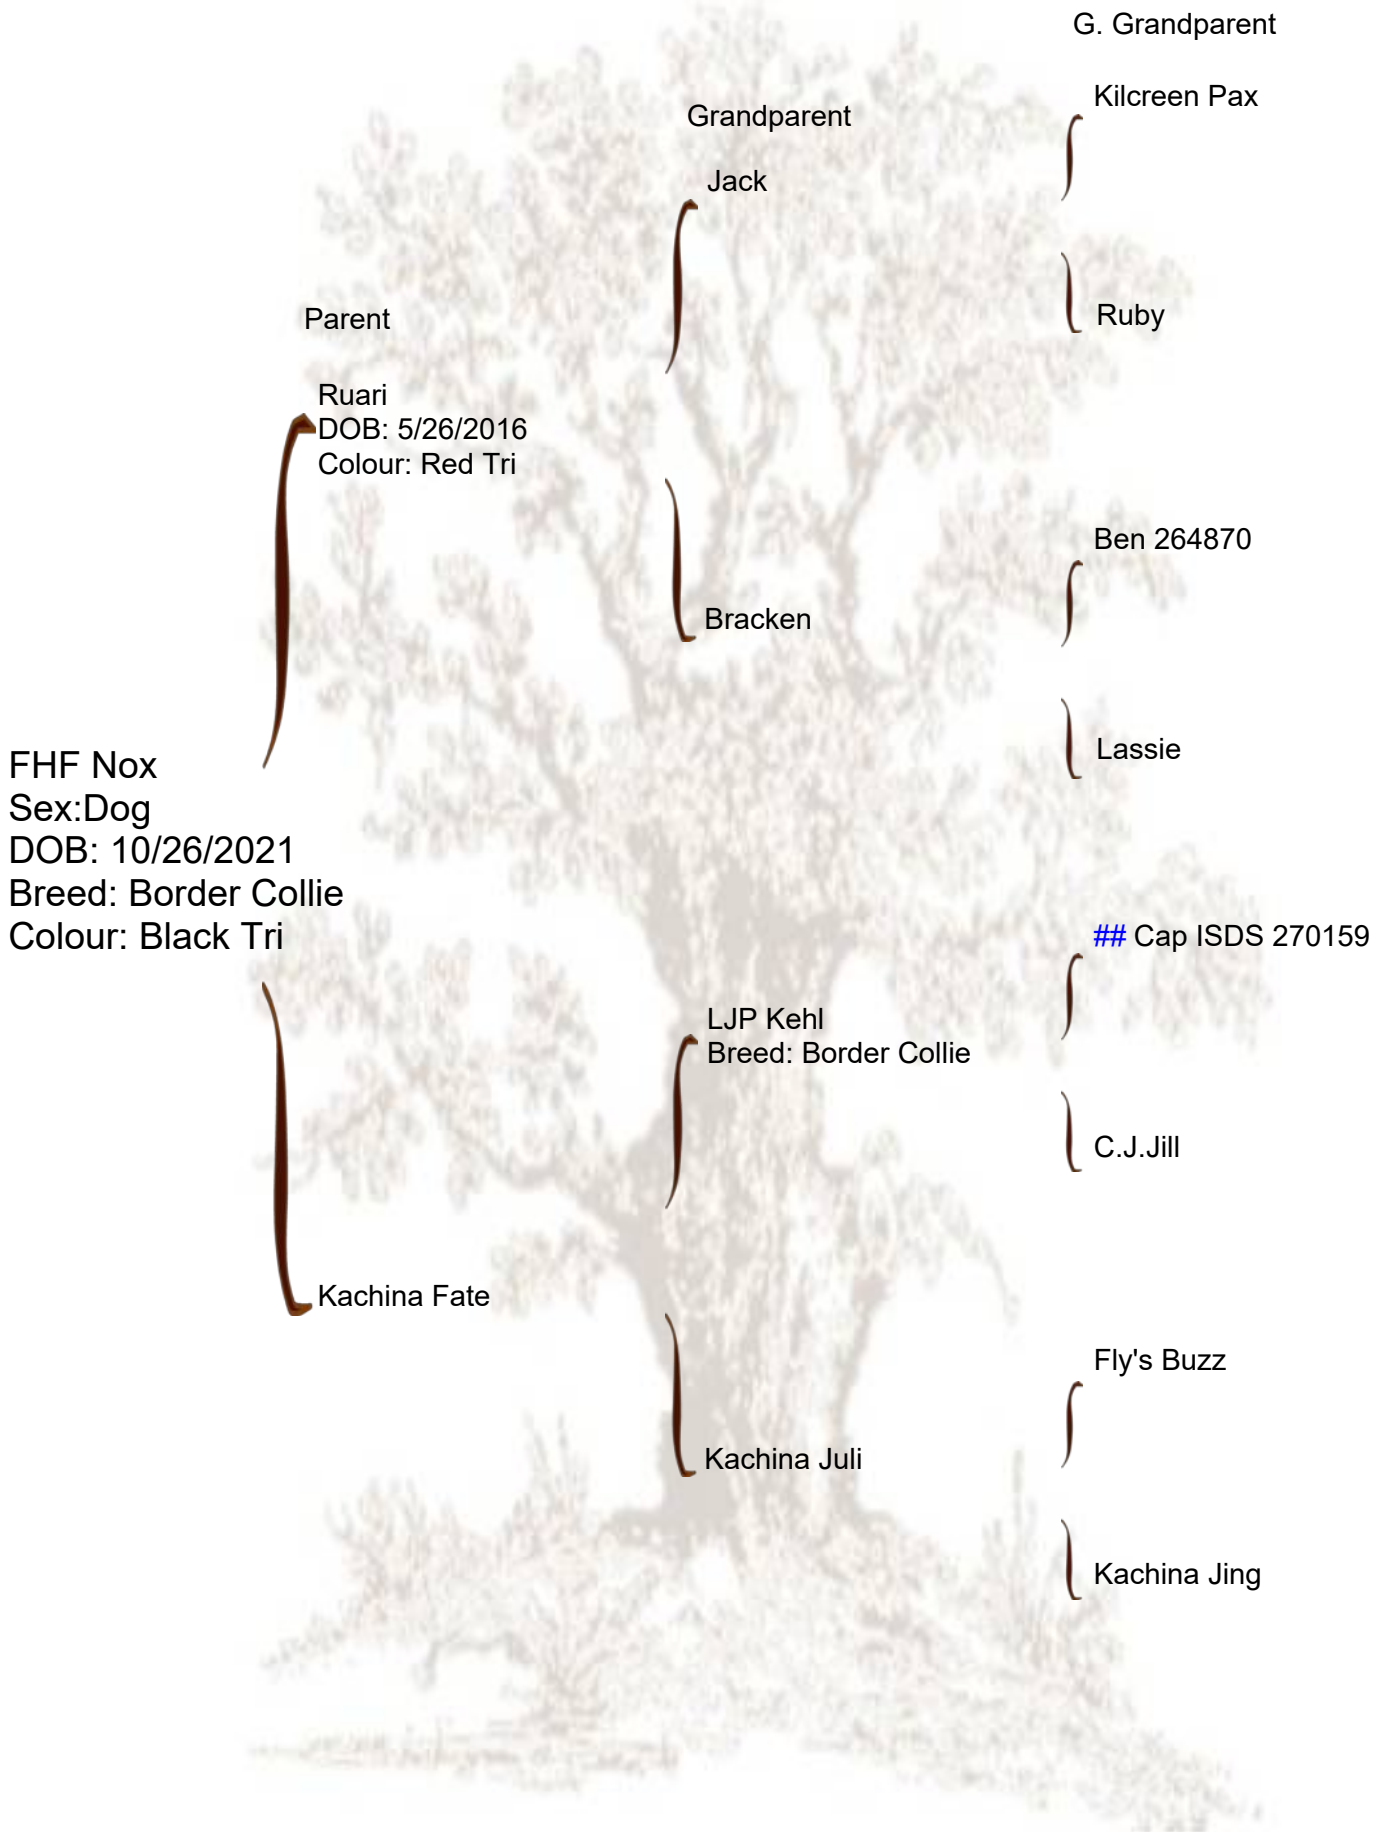 G. Grandparent
Kilcreen Pax
Grandparent
Jack
Ruby
Parent
Ruari
DOB: 5/26/2016
Colour: Red Tri
Ben 264870
Bracken
Lassie
FHF Nox
Sex:Dog
DOB: 10/26/2021
Breed: Border Collie
Colour: Black Tri
## Cap ISDS 270159
LJP Kehl
Breed: Border Collie
C.J.Jill
Kachina Fate
Fly's Buzz
Kachina Juli
Kachina Jing